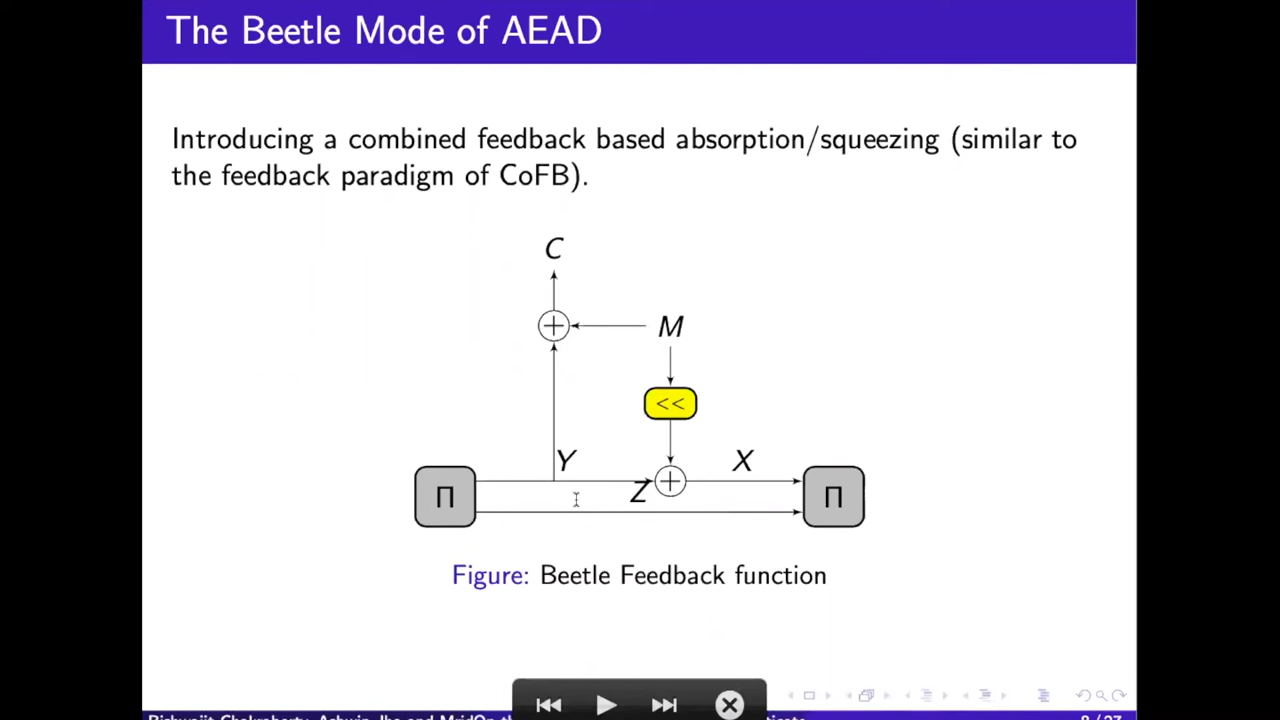 The Beetle Mode of AEAD
Introducing a combined feedback based absorption/squeezing (similar to
the feedback paradigm of CoFB).
C
M
<<
Y
X
Z
Π
Π
Figure: Beetle Feedback function